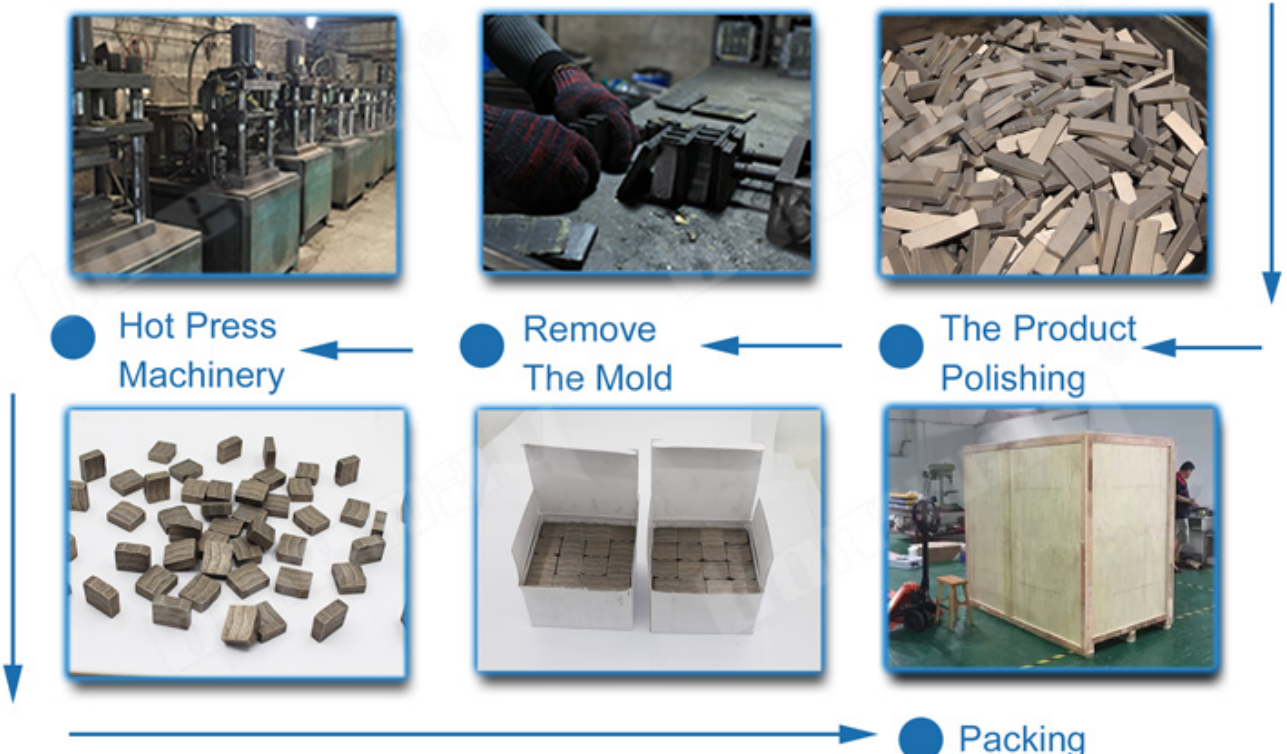 Hot Press
Machinery
Remove
The Mold
The Product
Polishing
Packing